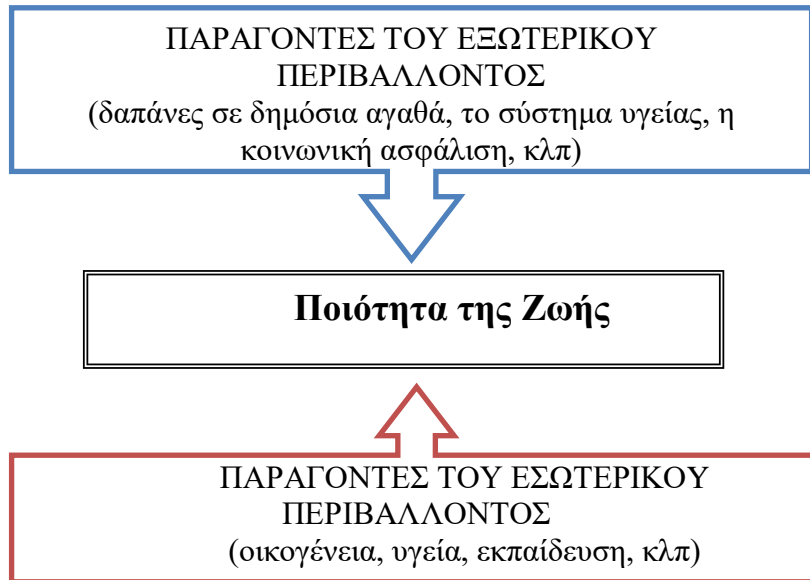 ΠΑΡΑΓΟΝΤΕΣ ΤΟΥ ΕΞΩΤΕΡΙΚΟΥ
ΠΕΡΙΒΑΛΛΟΝΤΟΣ
(δαπάνες σε δημόσια αγαθά, το σύστημα υγείας, η
κοινωνική ασφάλιση, κλπ)
Ποιότητα της Ζωής
ΠΑΡΑΓΟΝΤΕΣ ΤΟΥ ΕΣΩΤΕΡΙΚΟΥ
ΠΕΡΙΒΑΛΛΟΝΤΟΣ
(οικογένεια, υγεία, εκπαίδευση, κλπ)